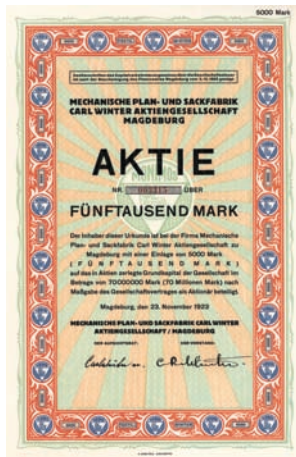 5000 Mark
MECHANISCHE PLAN- UND SACKFABRIK
CARL WINTER AKTIENGESELLSCHAFT
MAGDEBURG
AKTIE
NR. ÜBER
FÜNFTAUSEND MARK
Der Inhaber dieser Urkunde ist bei der Firma Mechanische
Plan- und Sackfabrik Carl Winter Aktiengesellschaft zu
Magdeburg mit einer Einlage von 5000 Mark
(FÜNFTAUSEND MARK)
auf das in Aktien zerlegte Grundkapital der Gesellschaft im
Betrage von 70000000 Mark (70 Millionen Mark) nach
Maßgabe des Gesellschaftsvertrages als Aktionär beteiligt.
Magdeburg, den 23. November 1923
MECHANISCHE PLAN- UND SACKFABRIK CARL WINTER
AKTIENGESELLSCHAFT / MAGDEBURG
DER AUFSICHTSRAT: DER VORSTAND: